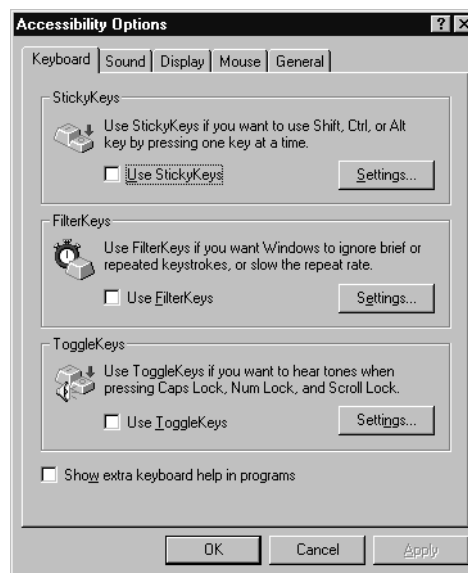 Accessibility Options
Keyboard Sound Display Mouse General
StickyKeys
Use StickyKeys if you want to use Shift, Ctrl, or Alt
key by pressing one key at a time.
Use StickyKeys Settings...
FilterKeys
Use FilterKeys if you want Windows to ignore brief or
repeated keystrokes, or slow the repeat rate.
Use FilterKeys Settings...
ToggleKeys
Use ToggleKeys if you want to hear tones when
pressing Caps Lock, Num Lock, and Scroll Lock.
Use ToggleKeys Settings...
Show extra keyboard help in programs
OK Cancel Apply